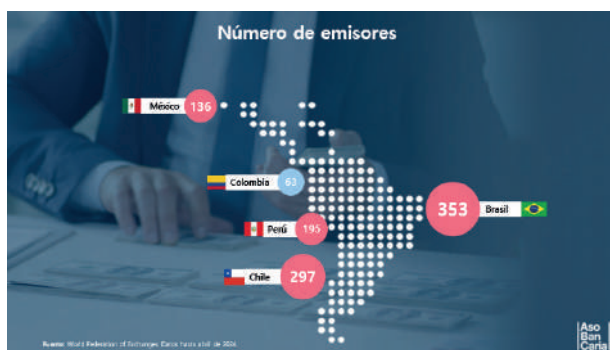 Número de emisores
México 136
Colombia 63
353 Brasil
Perú 195
Chile 297
Fuente: World Federation of Exchanges. Datos hasta abril de 2024.
Aso
Ban
Caria